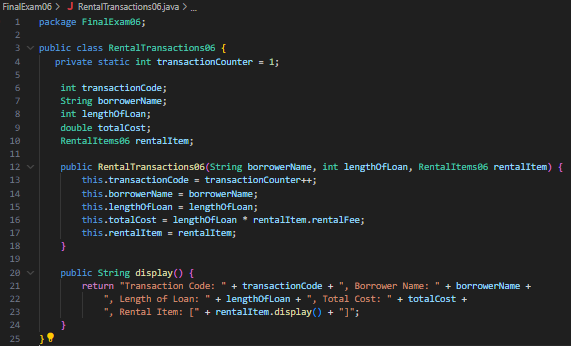 FinalExam06 > J RentalTransactions06.java > ...
1 package FinalExam06;
2
3 public class RentalTransactions06 {
4 private static int transactionCounter = 1;
5
6 int transactionCode;
7 String borrowerName;
8 int lengthOfLoan;
9 double totalCost;
10 RentalItems06 rentalItem;
11
12 public RentalTransactions06(String borrowerName, int lengthOfLoan, RentalItems06 rentalItem) {
13 this.transactionCode = transactionCounter++;
14 this.borrowerName = borrowerName;
15 this.lengthOfLoan = lengthOfLoan;
16 this.totalCost = lengthOfLoan * rentalItem.rentalFee;
17 this.rentalItem = rentalItem;
18 }
19
20 public String display() {
21 return "Transaction Code: " + transactionCode + ", Borrower Name: " + borrowerName +
22 ", Length of Loan: " + lengthOfLoan + ", Total Cost: " + totalCost +
23 ", Rental Item: [" + rentalItem.display() + "]";
24 }
25 }